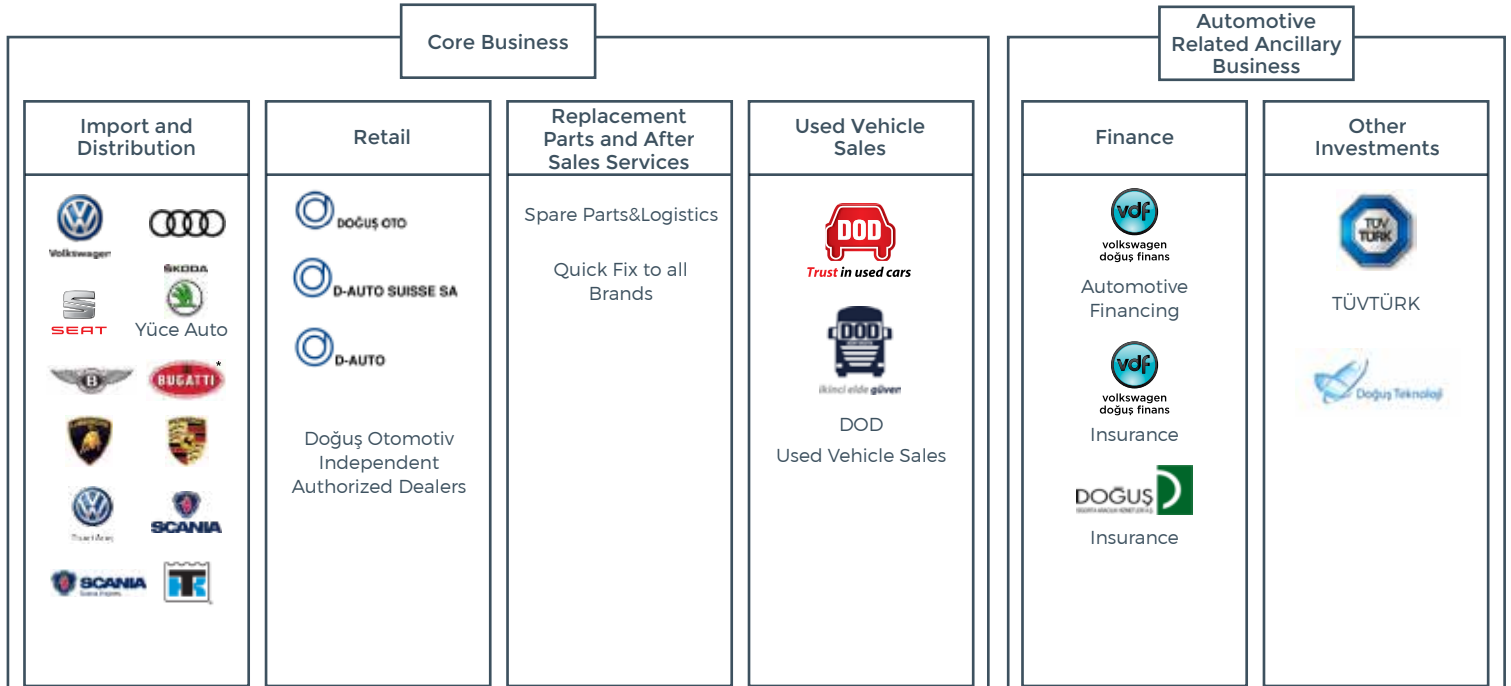 Core Business
Automotive
Related Ancillary
Business
Import and
Distribution
Volkswagen
ŠKODA
SEAT
Yüce Auto
B
BUGATTI*
SCANIA
SCANIA
TK
Retail
DOĞUŞ OTO
D-AUTO SUISSE SA
D-AUTO
Doğuş Otomotiv
Independent
Authorized Dealers
Replacement
Parts and After
Sales Services
Spare Parts&Logistics
Quick Fix to all
Brands
Used Vehicle
Sales
DOD
Trust in used cars
DOD
ikinci elde güven
DOD
Used Vehicle Sales
Finance
vdf
volkswagen
doğuş finans
Automotive
Financing
vdf
volkswagen
doğuş finans
Insurance
DOĞUŞ
Insurance
Other
Investments
TÜV
TÜRK
TÜVTÜRK
Doğuş Teknoloji